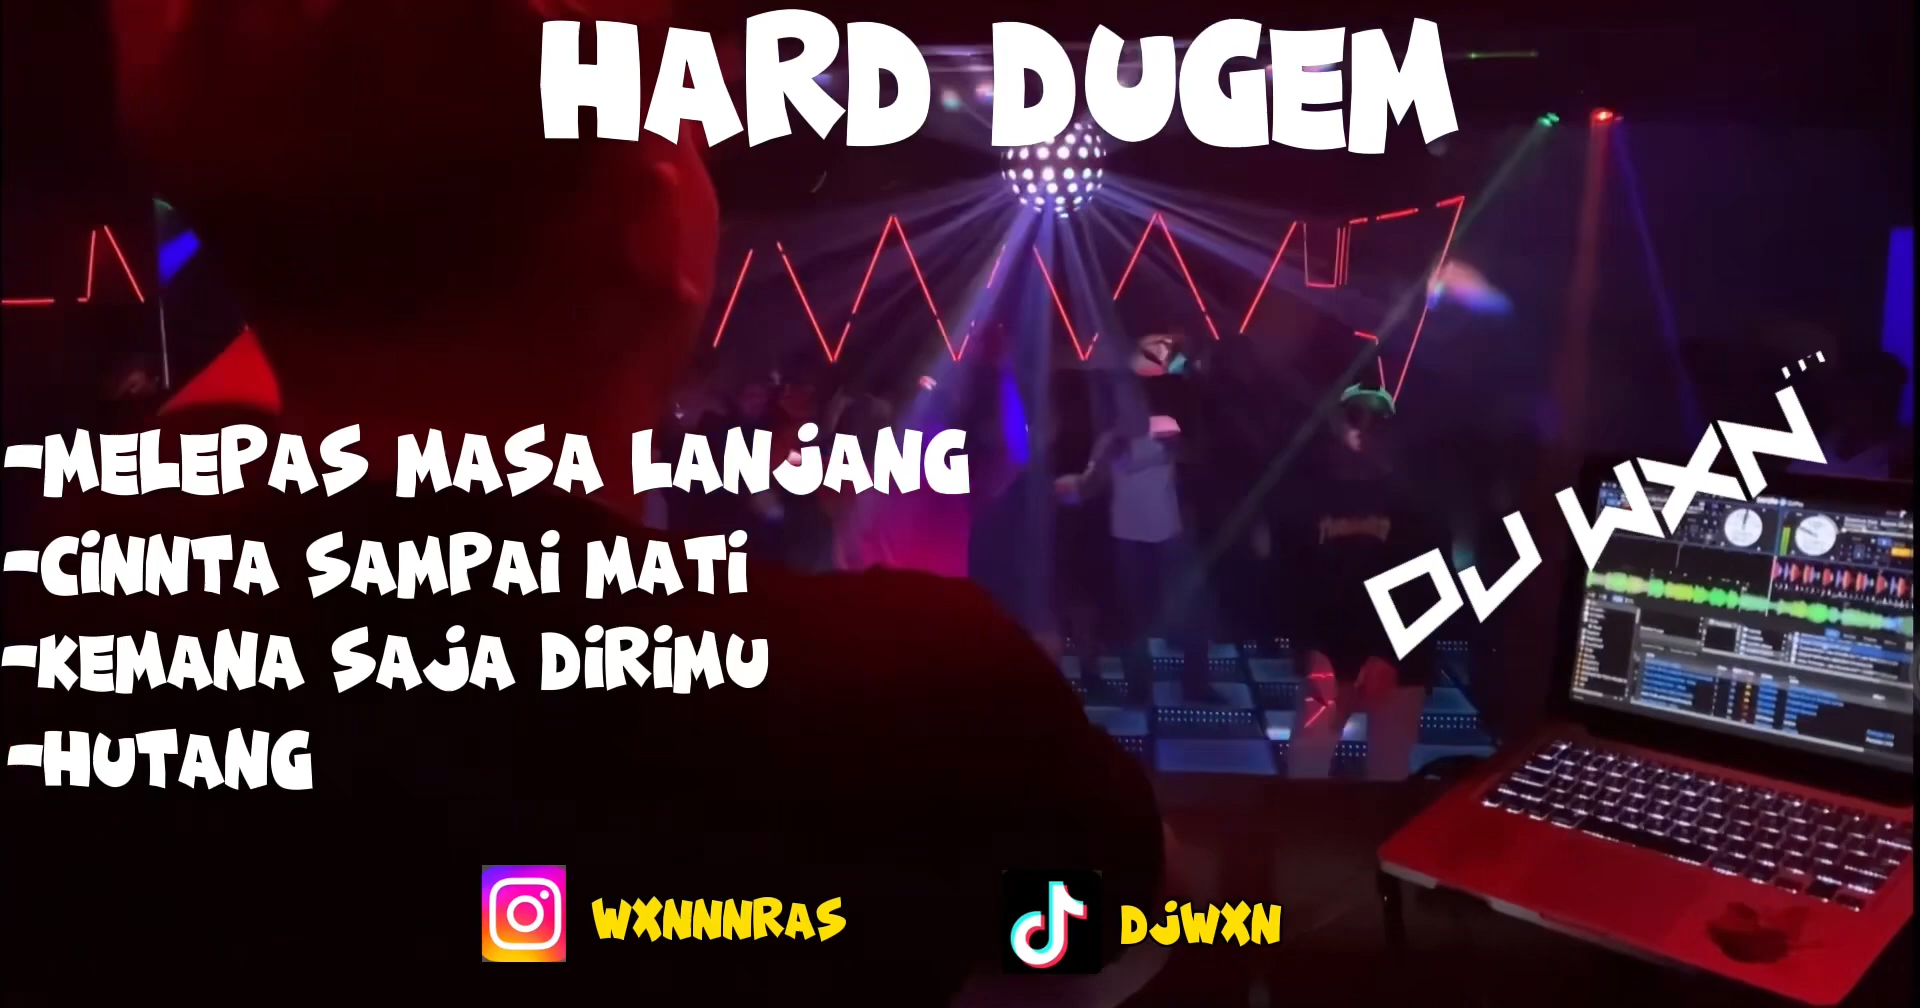 HARD DUGEM
-MELEPAS MASA LANJANG
-CINNTA SAMPAI MATI
-KEMANA SAJA DIRIMU
-HUTANG
DJ WXN...
WXNNNRAS
DJWXN